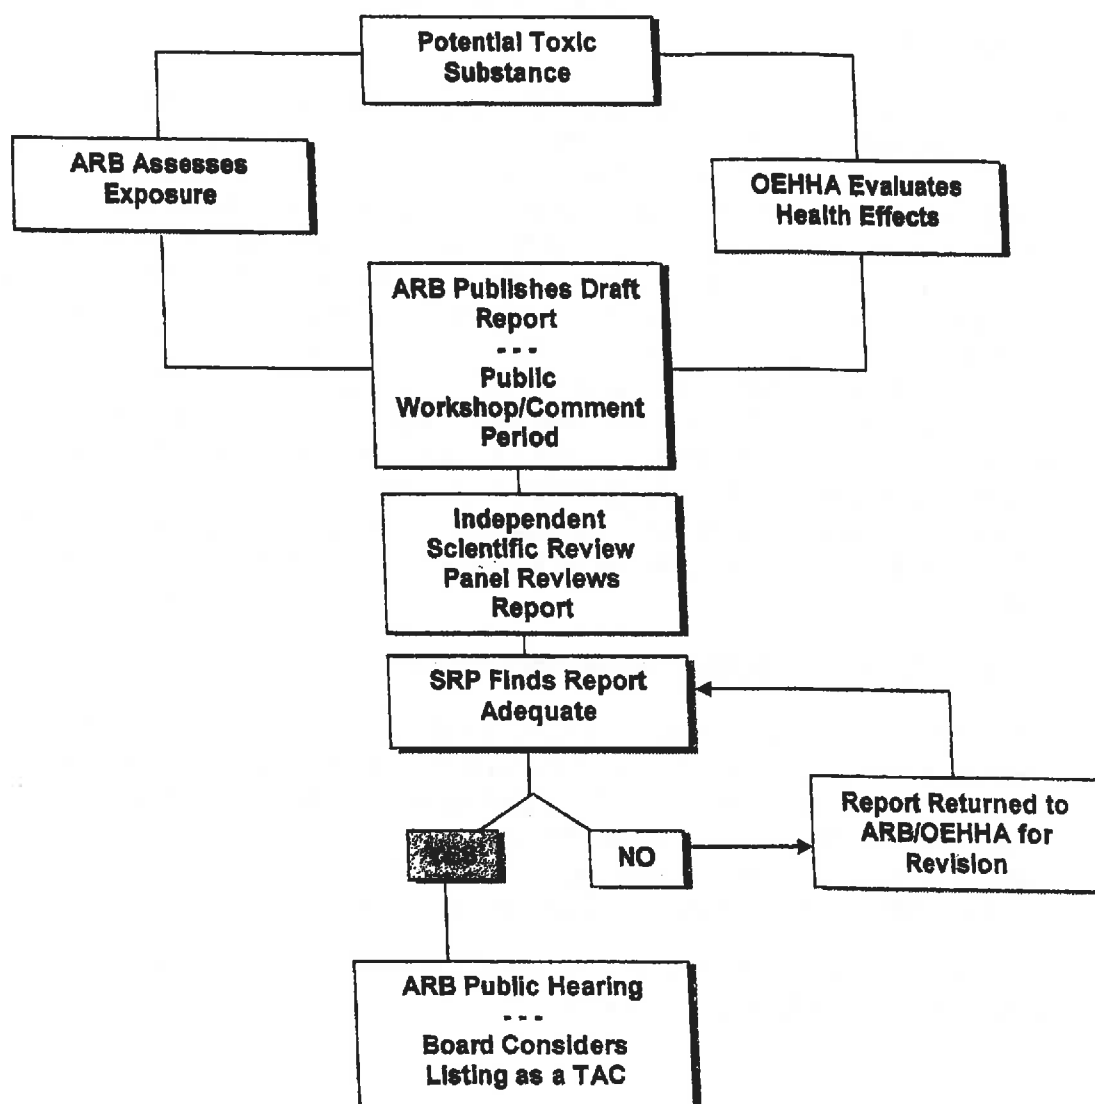 Potential Toxic
Substance
ARB Assesses
Exposure
OEHHA Evaluates
Health Effects
ARB Publishes Draft
Report
- - -
Public
Workshop/Comment
Period
Independent
Scientific Review
Panel Reviews
Report
SRP Finds Report
Adequate
YES
NO
Report Returned to
ARB/OEHHA for
Revision
ARB Public Hearing
- - -
Board Considers
Listing as a TAC